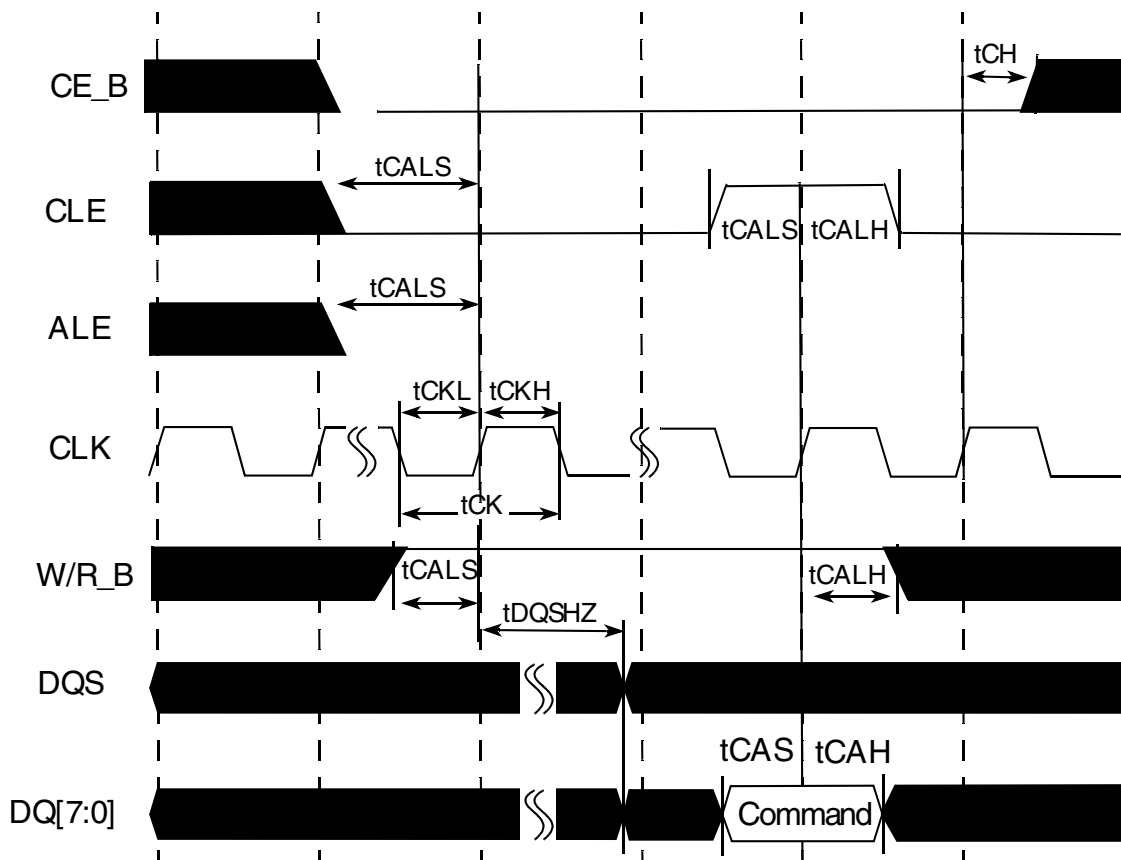 tCH
CE_B
tCALS
CLE
tCALS tCALH
tCALS
ALE
tCKL tCKH
CLK
tCK
W/R_B
tCALS
tCALH
tDQSHZ
DQS
tCAS tCAH
DQ[7:0]
Command